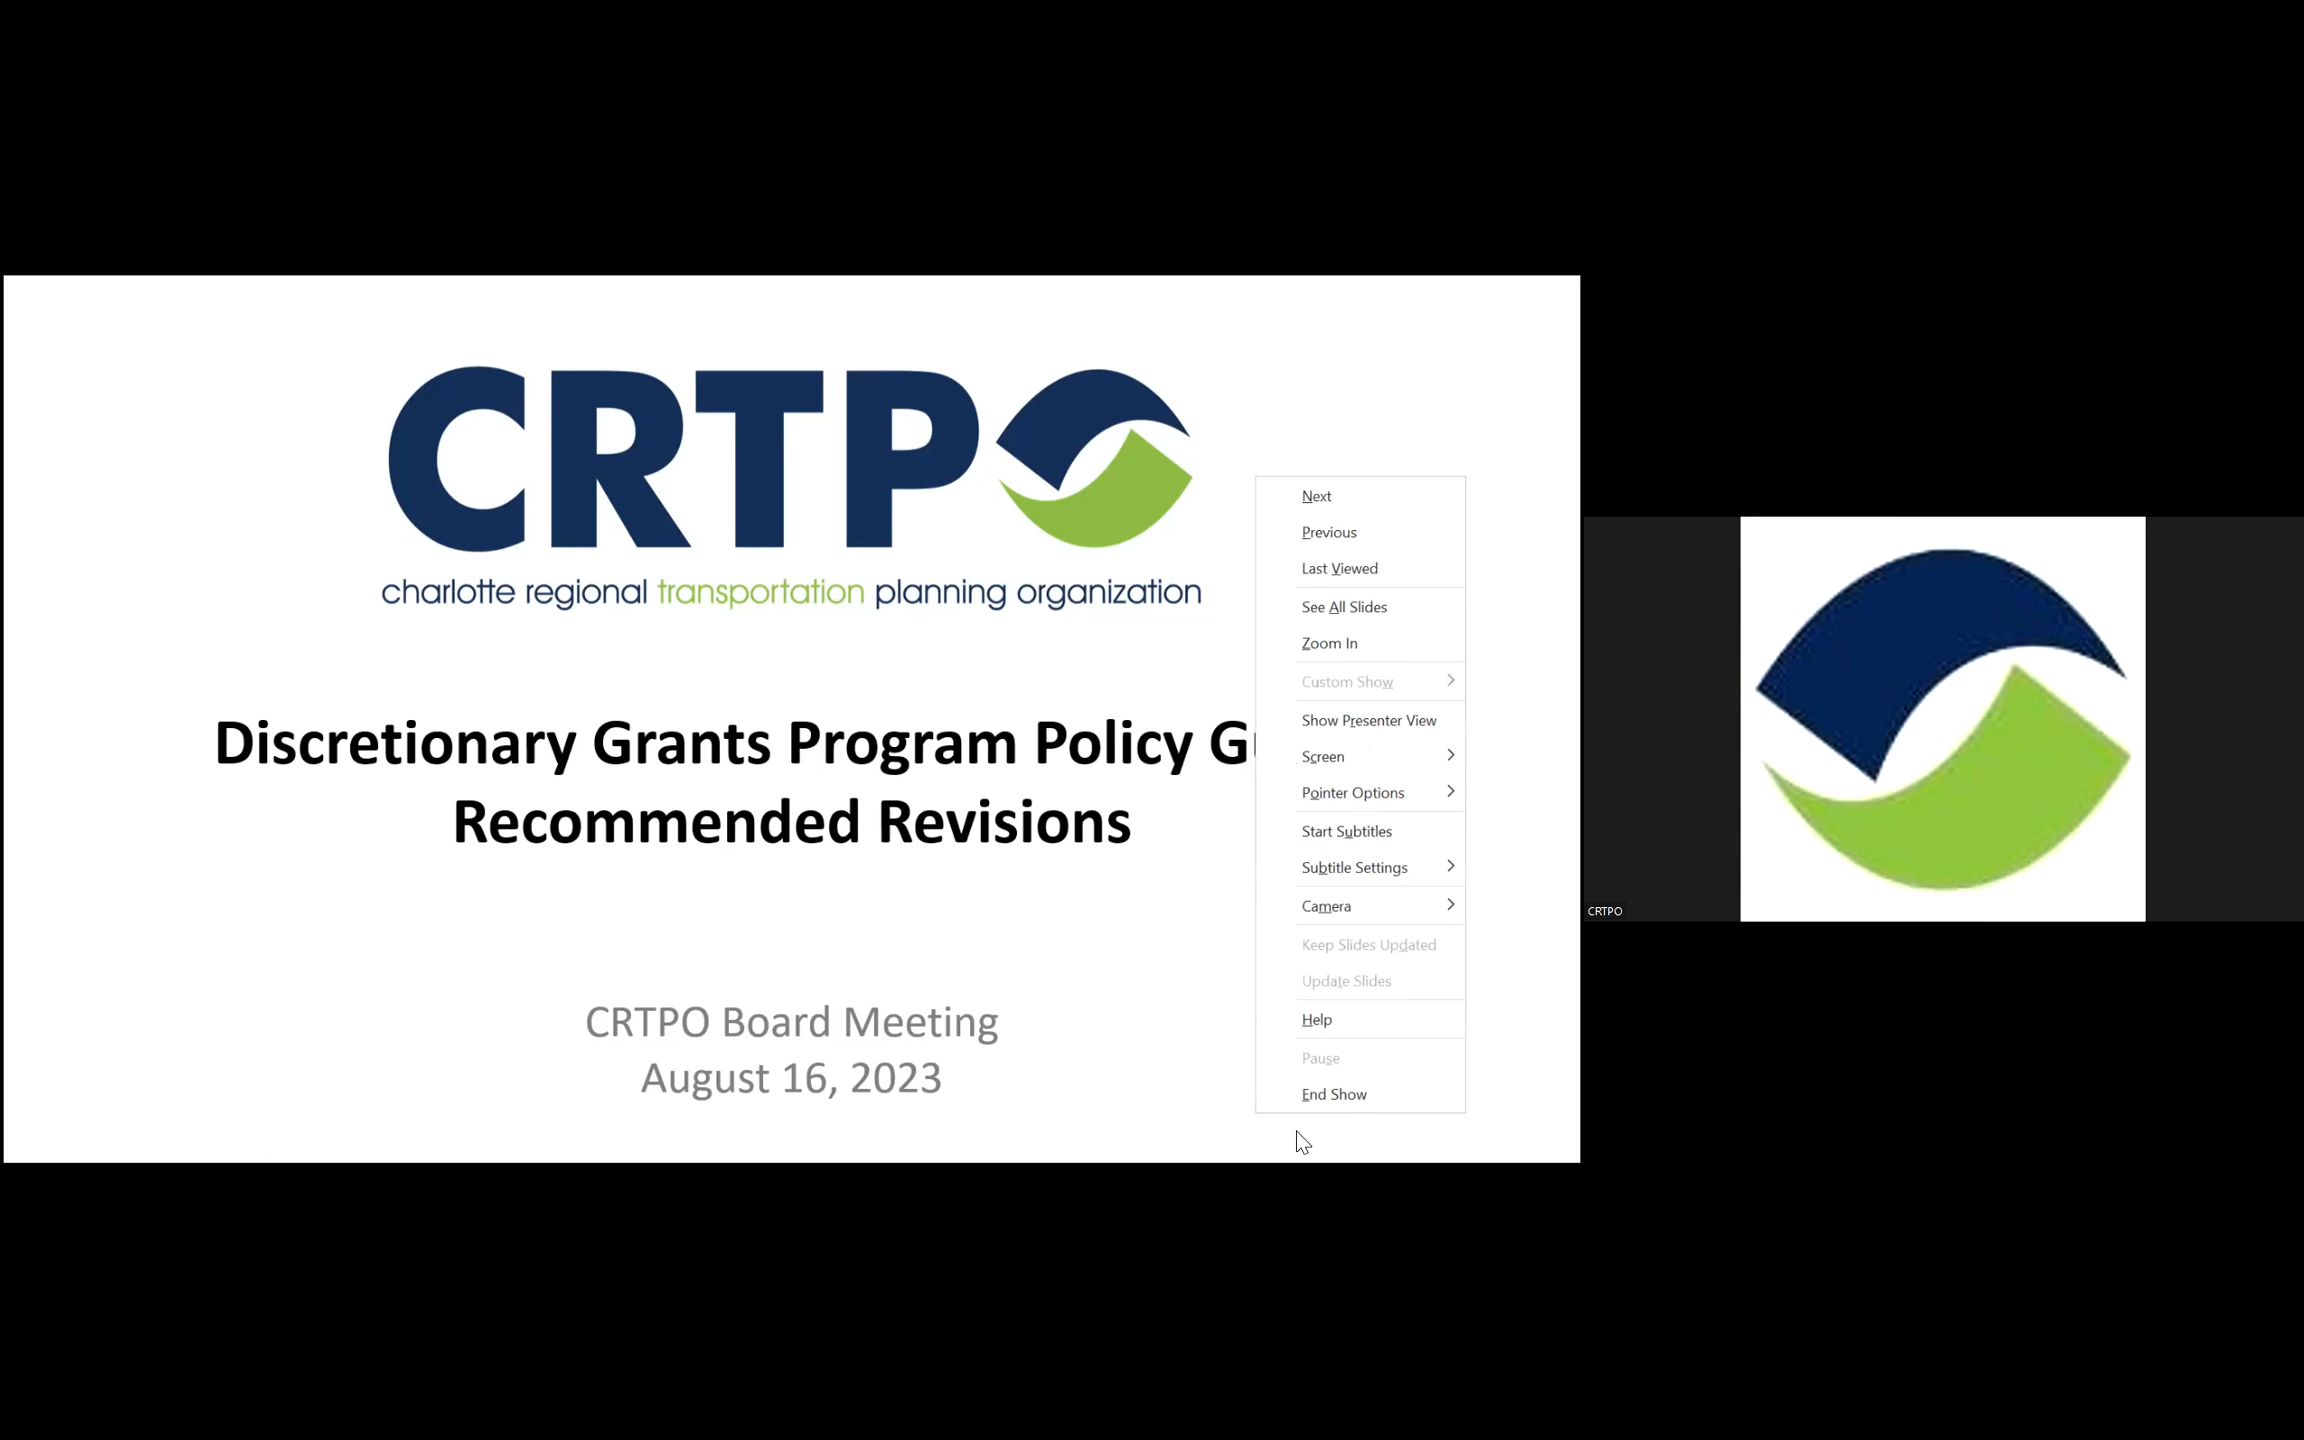 CRTPO
charlotte regional transportation planning organization
Discretionary Grants Program Policy
Recommended Revisions
CRTPO Board Meeting
August 16, 2023
Next
Previous
Last Viewed
See All Slides
Zoom In
Custom Show
Show Presenter View
Screen
Pointer Options
Start Subtitles
Subtitle Settings
Camera
Keep Slides Updated
Update Slides
Help
Pause
End Show
CRTPO